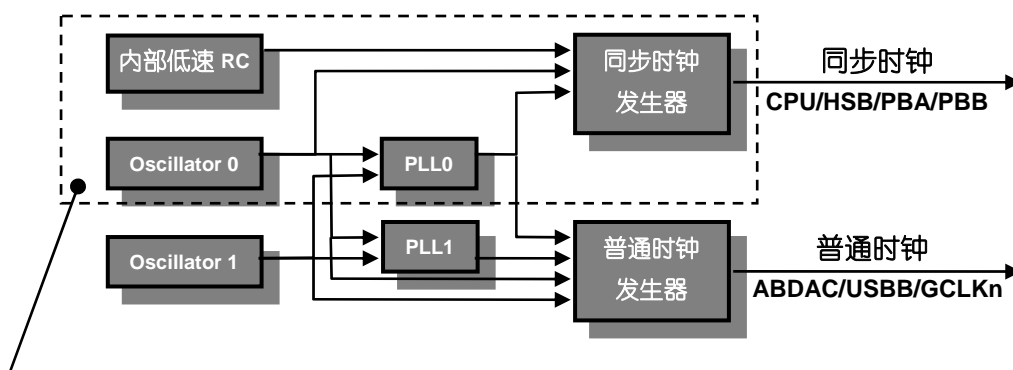 内部低速 RC
同步时钟
发生器
同步时钟
CPU/HSB/PBA/PBB
Oscillator 0
PLL0
Oscillator 1
PLL1
普通时钟
发生器
普通时钟
ABDAC/USBB/GCLKn